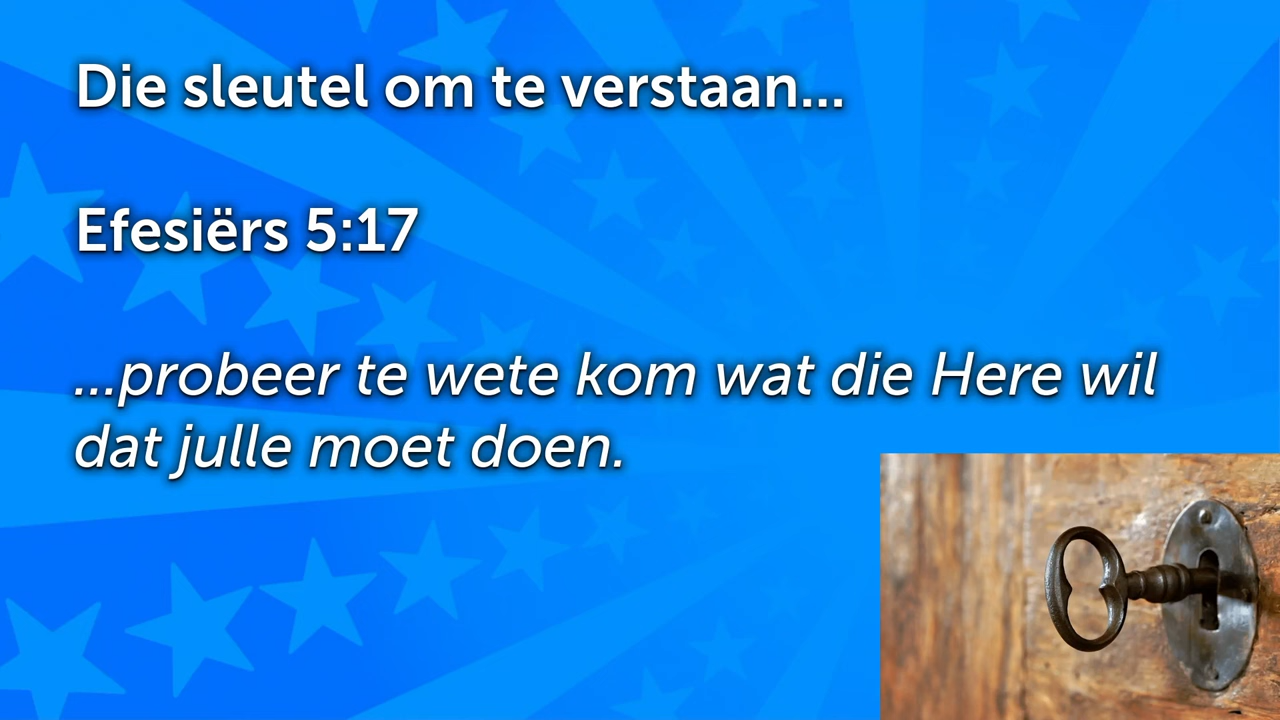 Die sleutel om te verstaan...
Efesiërs 5:17
...probeer te wete kom wat die Here wil
dat julle moet doen.